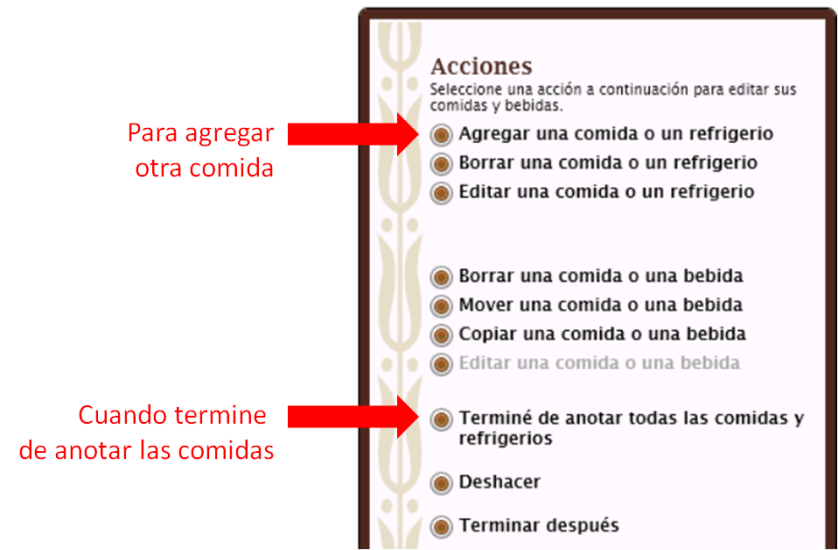 Acciones
Seleccione una acción a continuación para editar sus
comidas y bebidas.
Para agregar
otra comida
Agregar una comida o un refrigerio
Borrar una comida o un refrigerio
Editar una comida o un refrigerio
Borrar una comida o una bebida
Mover una comida o una bebida
Copiar una comida o una bebida
Editar una comida o una bebida
Cuando termine
de anotar las comidas
Terminé de anotar todas las comidas y
refrigerios
Deshacer
Terminar después